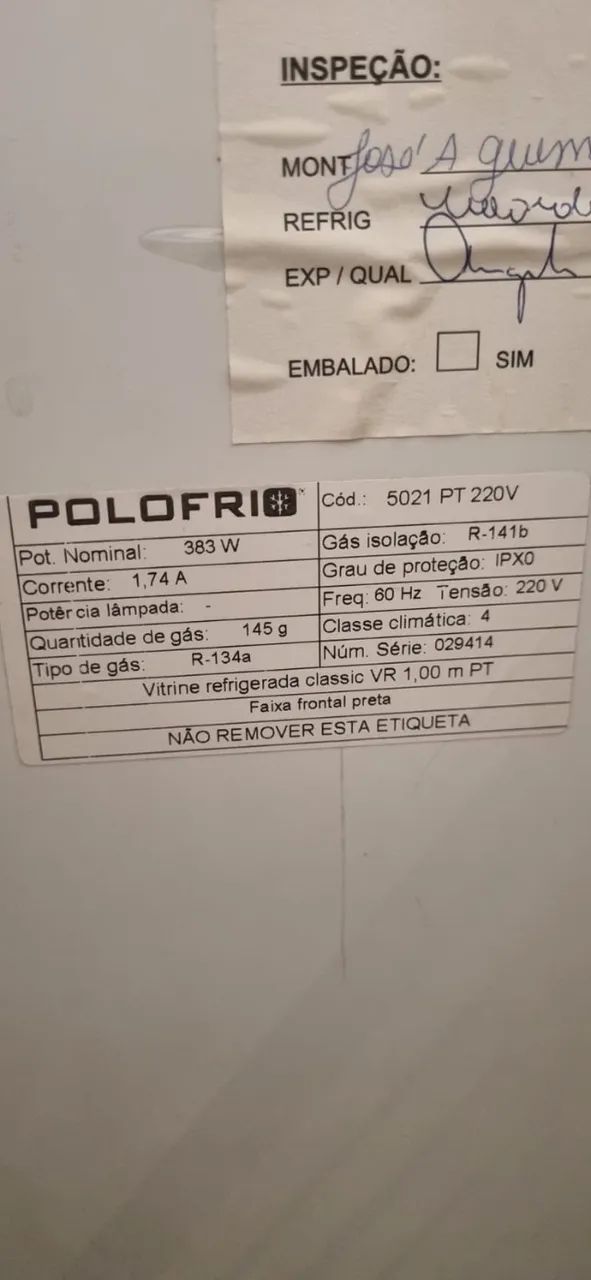 INSPEÇÃO:
MONT José A
REFRIG
EXP / QUAL
EMBALADO: SIM
POLOFRIO
Cód.: 5021 PT 220V
Pot. Nominal: 383 W
Gás isolação: R-141b
Corrente: 1,74 A
Grau de proteção: IPX0
Potência lâmpada: -
Freq: 60 Hz Tensão: 220 V
Quantidade de gás: 145 g
Classe climática: 4
Tipo de gás: R-134a
Núm. Série: 029414
Vitrine refrigerada classic VR 1,00 m PT
Faixa frontal preta
NÃO REMOVER ESTA ETIQUETA